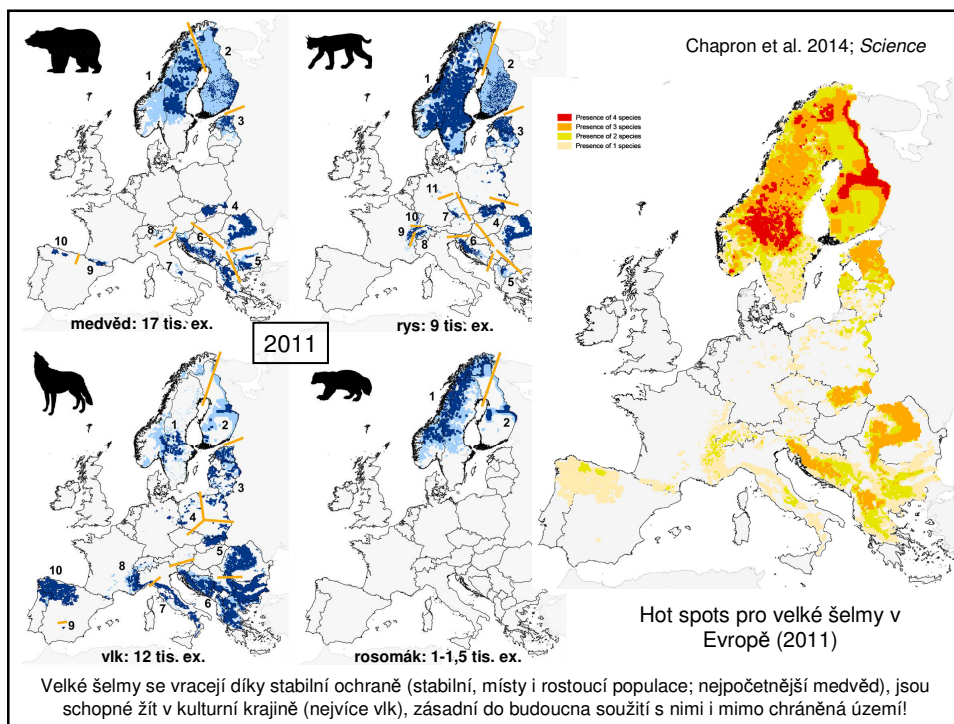 Chapron et al. 2014; Science
1
2
3
4
5
6
7
8
9
10
medvěd: 17 tis. ex.
1
2
3
4
5
6
7
8
9
10
11
rys: 9 tis. ex.
2011
1
2
3
4
5
6
7
8
9
10
vlk: 12 tis. ex.
1
2
rosomák: 1-1,5 tis. ex.
Presence of 4 species
Presence of 3 species
Presence of 2 species
Presence of 1 species
Hot spots pro velké šelmy v
Evropě (2011)
Velké šelmy se vracejí díky stabilní ochraně (stabilní, místy i rostoucí populace; nejpočetnější medvěd), jsou
schopné žít v kulturní krajině (nejvíce vlk), zásadní do budoucna soužití s nimi i mimo chráněná území!